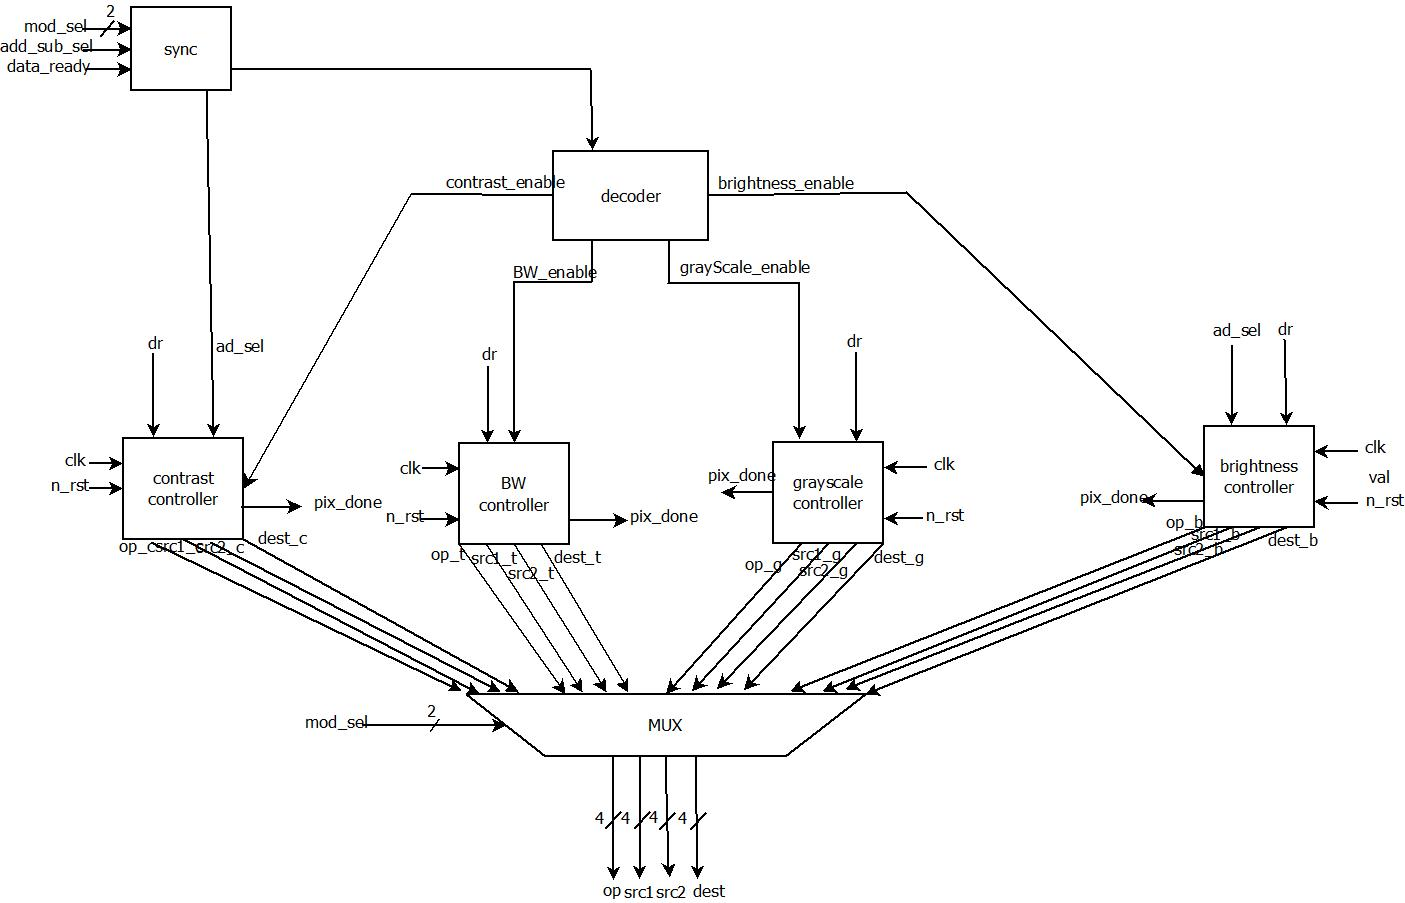 2
mod_sel
add_sub_sel
data_ready
sync
contrast_enable
decoder
brightness_enable
BW_enable
grayScale_enable
dr
ad_sel
dr
dr
ad_sel
dr
clk
n_rst
contrast
controller
pix_done
clk
n_rst
BW
controller
pix_done
pix_done
grayscale
controller
clk
n_rst
pix_done
brightness
controller
clk
val
n_rst
op_c
src1_c
src2_c
dest_c
op_t
src1_t
src2_t
dest_t
op_g
src1_g
src2_g
dest_g
op_b
src1_b
src2_b
dest_b
mod_sel
2
MUX
4
4
4
4
op
src1
src2
dest